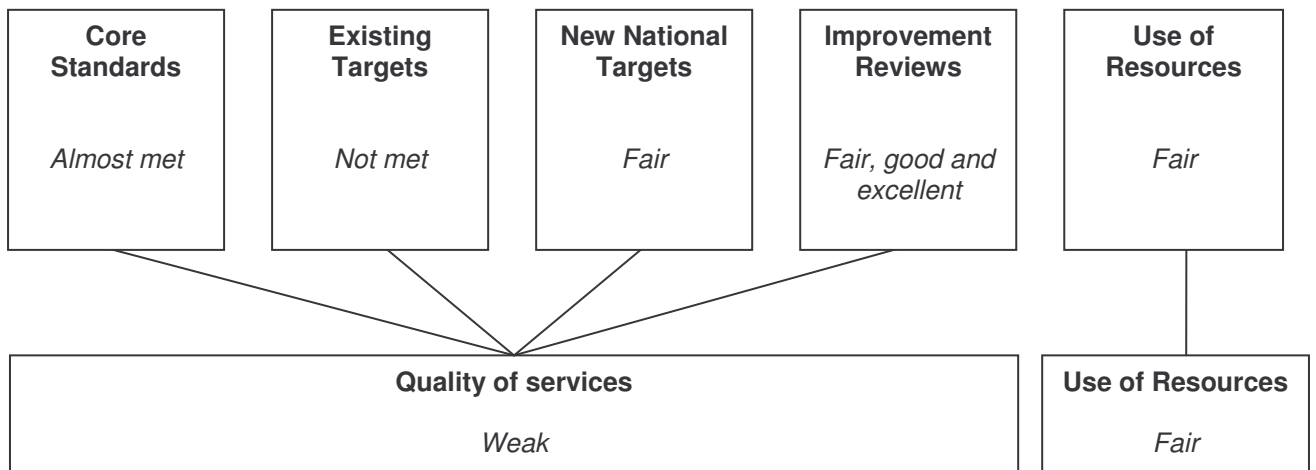 Core
Standards
Almost met
Existing
Targets
Not met
New National
Targets
Fair
Improvement
Reviews
Fair, good and
excellent
Use of
Resources
Fair
Quality of services
Weak
Use of Resources
Fair